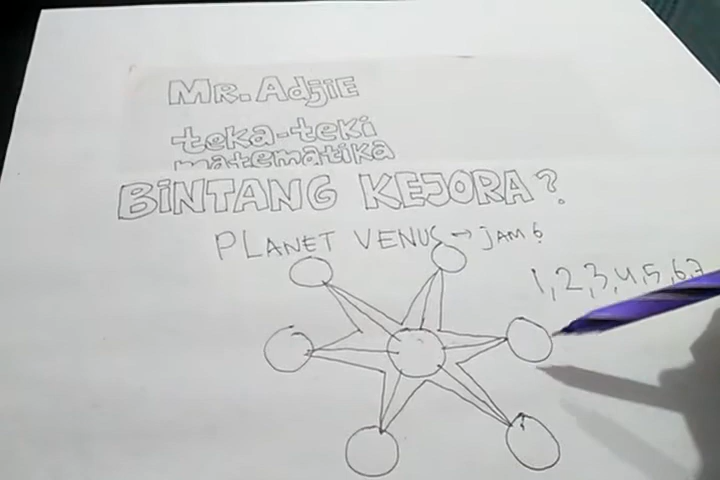 MR. AdjiE
teka-teki
matematika
BiNTANG KEJORA?
PLANET VENUS → jAM 6
1,2,3,4,5,6,7